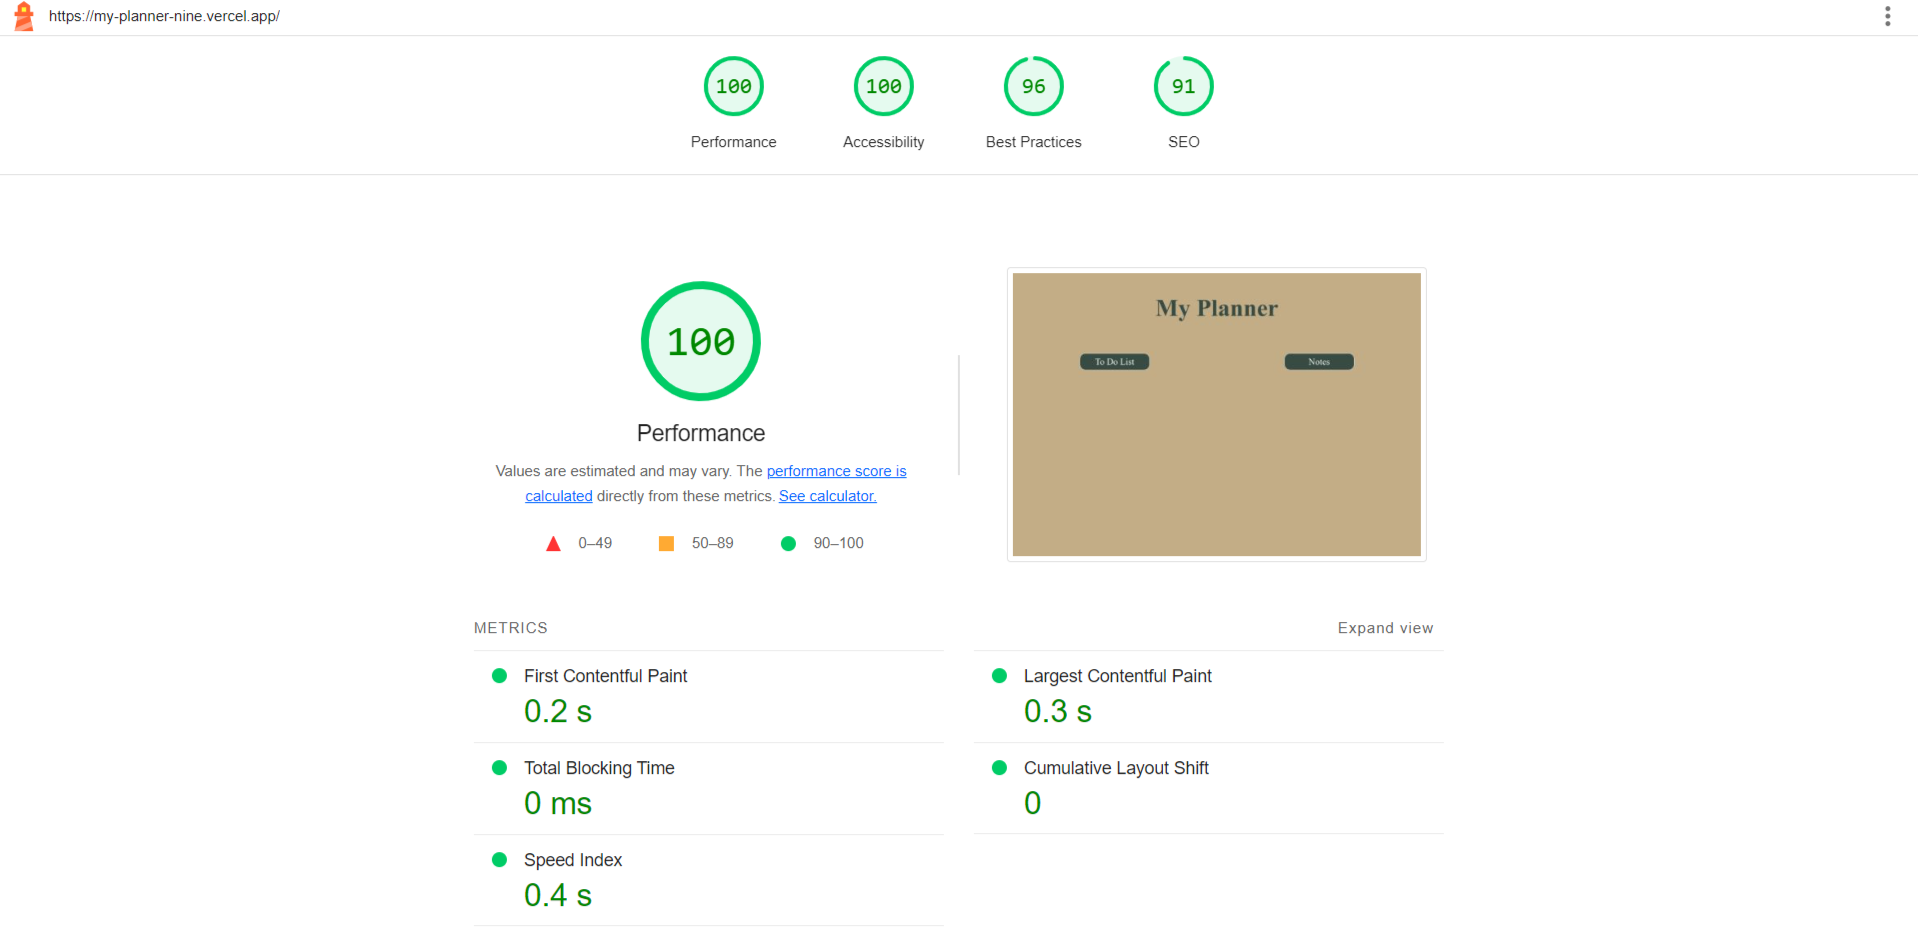 https://my-planner-nine.vercel.app/
100
100
96
91
Performance
Accessibility
Best Practices
SEO
100
Performance
Values are estimated and may vary. The performance score is
calculated directly from these metrics. See calculator.
0–49
50–89
90–100
My Planner
To Do List
Notes
METRICS
Expand view
First Contentful Paint
0.2 s
Largest Contentful Paint
0.3 s
Total Blocking Time
0 ms
Cumulative Layout Shift
0
Speed Index
0.4 s